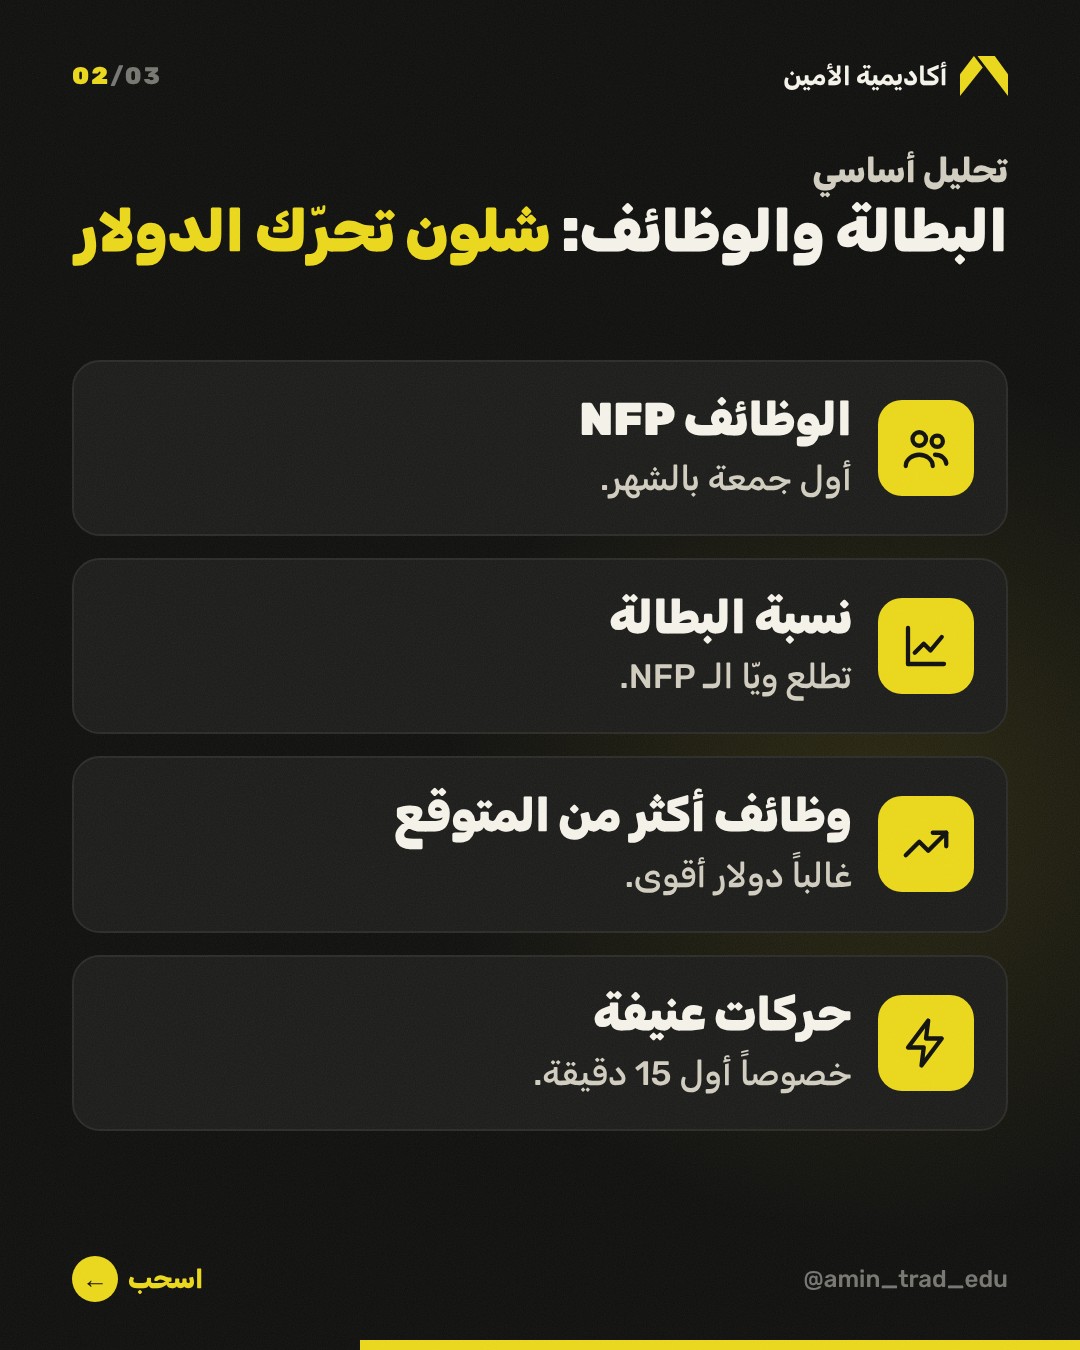 أكاديمية الأمين
02/03
تحليل أساسي
البطالة والوظائف: شلون تحرّك الدولار
الوظائف NFP
أول جمعة بالشهر.
نسبة البطالة
تطلع ويّا الـ NFP.
وظائف أكثر من المتوقع
غالباً دولار أقوى.
حركات عنيفة
خصوصاً أول 15 دقيقة.
@amin_trad_edu
اسحب ←